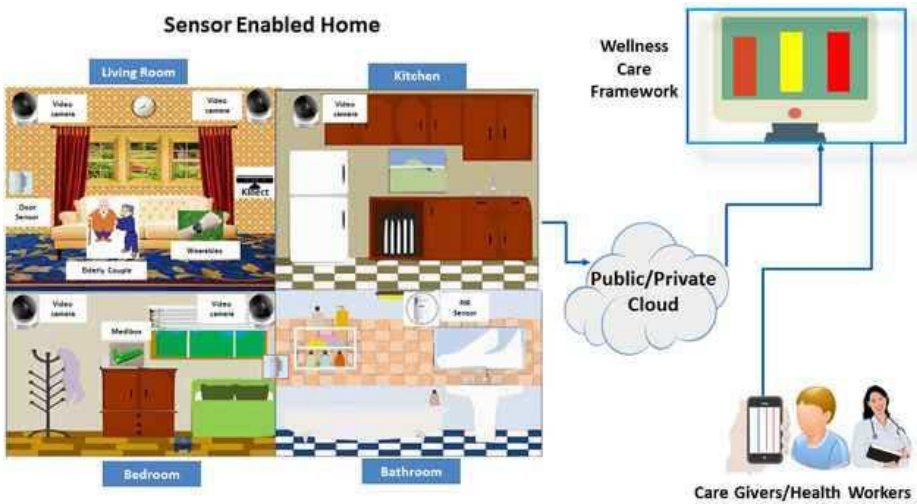 Sensor Enabled Home
Living Room
Kitchen
Video
camera
Video
camera
Video
camera
Door
Sensor
Kinect
Wearables
Elderly Couple
Video
camera
Medibox
Video
camera
PIR
Sensor
Bedroom
Bathroom
Public/Private
Cloud
Wellness
Care
Framework
Care Givers/Health Workers